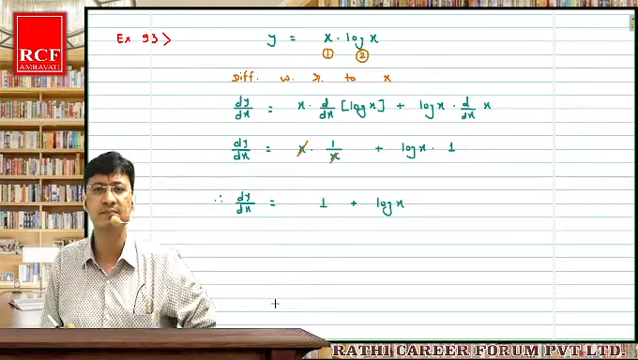 RCF
AMRAVATI
Ex 93>
y = x · log x
① ②
Diff. w. r. to x
dy/dx = x · d/dx [log x] + log x · d/dx x
dy/dx = x · 1/x + log x · 1
∴ dy/dx = 1 + log x
RATHI CAREER FORUM PVT LTD.